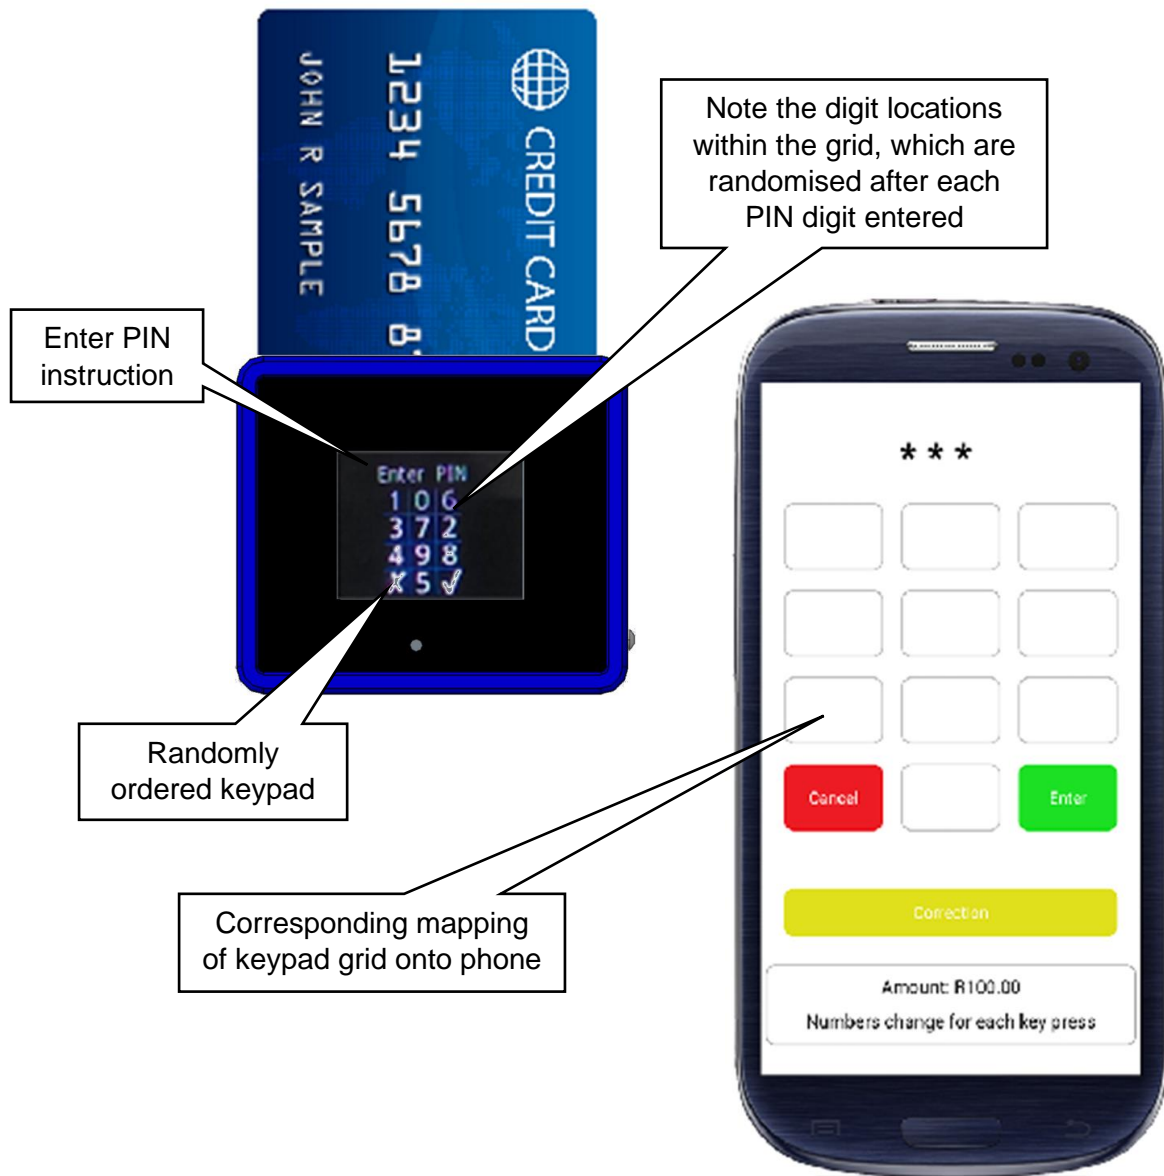 CREDIT CARD
1234 5678 8
JOHN R SAMPLE
Note the digit locations
within the grid, which are
randomised after each
PIN digit entered
Enter PIN
instruction
Enter PIN
1 0 6
3 7 2
4 9 8
X 5 ✓
Randomly
ordered keypad
Corresponding mapping
of keypad grid onto phone
***
Cancel
Enter
Correction
Amount: R100.00
Numbers change for each key press